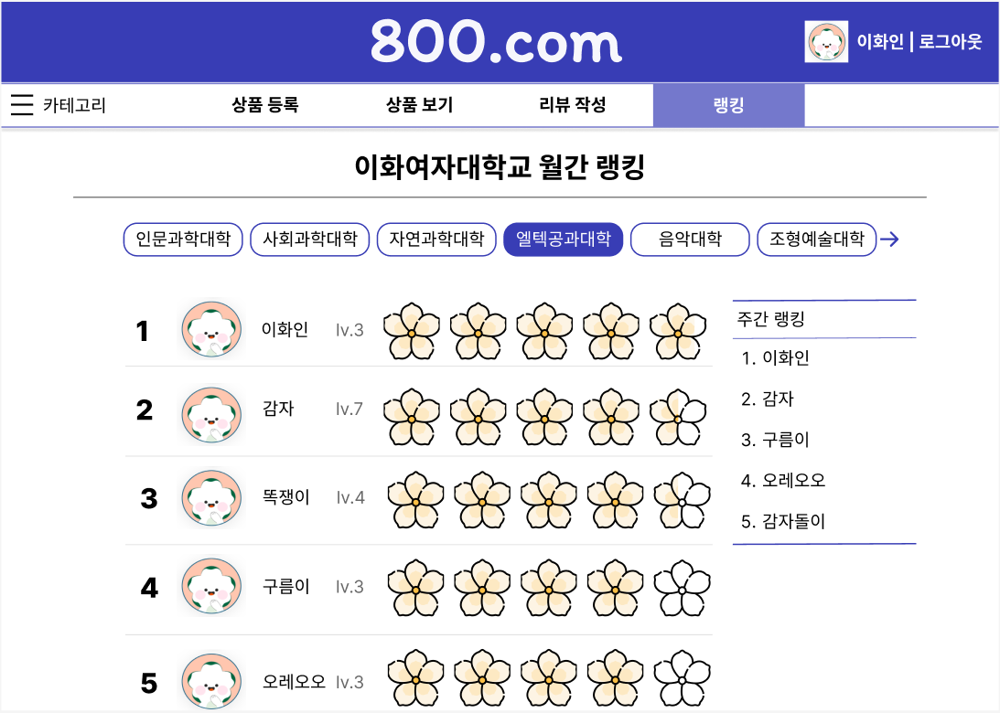 800.com
이화인 | 로그아웃
카테고리 상품 등록 상품 보기 리뷰 작성 랭킹
이화여자대학교 월간 랭킹
인문과학대학 사회과학대학 자연과학대학 엘텍공과대학 음악대학 조형예술대학
1 이화인 lv.3
2 감자 lv.7
3 똑쟁이 lv.4
4 구름이 lv.3
5 오레오오 lv.3
주간 랭킹
1. 이화인
2. 감자
3. 구름이
4. 오레오오
5. 감자돌이